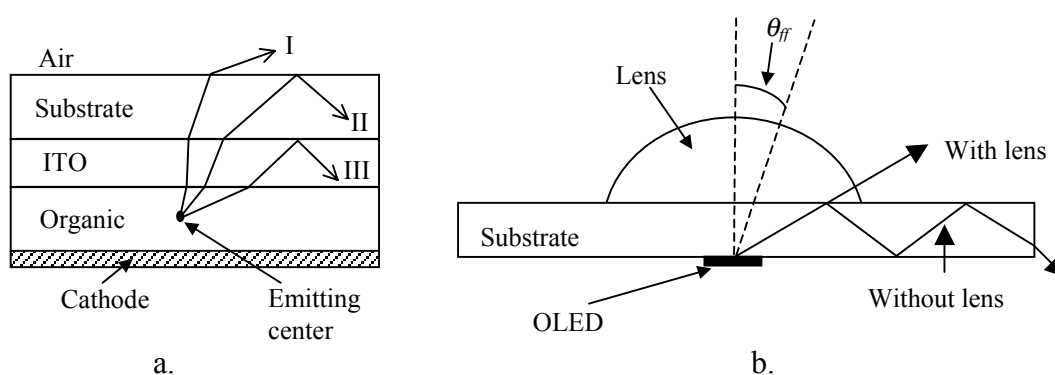 Air
I
Substrate
II
ITO
III
Organic
Cathode
Emitting
center
a.
θff
Lens
With lens
Substrate
Without lens
OLED
b.